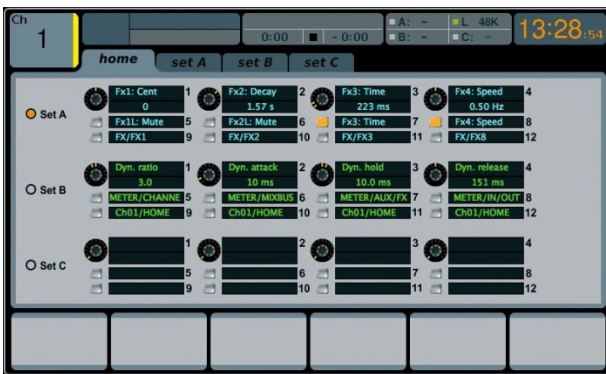 Ch
1
0:00 - 0:00
A: - L 48K
B: - C: -
13:28:54
home set A set B set C
Set A
Fx1: Cent 1 Fx2: Decay 2 Fx3: Time 3 Fx4: Speed 4
0 1.57 s 223 ms 0.50 Hz
Fx1L: Mute 5 Fx2L: Mute 6 Fx3: Time 7 Fx4: Speed 8
FX/FX1 9 FX/FX2 10 FX/FX3 11 FX/FX8 12
Set B
Dyn. ratio 1 Dyn. attack 2 Dyn. hold 3 Dyn. release 4
3.0 10 ms 10.0 ms 151 ms
METER/CHANNE 5 METER/MIXBUS 6 METER/AUX/FX 7 METER/IN/OUT 8
Ch01/HOME 9 Ch01/HOME 10 Ch01/HOME 11 Ch01/HOME 12
Set C
1 2 3 4
5 6 7 8
9 10 11 12